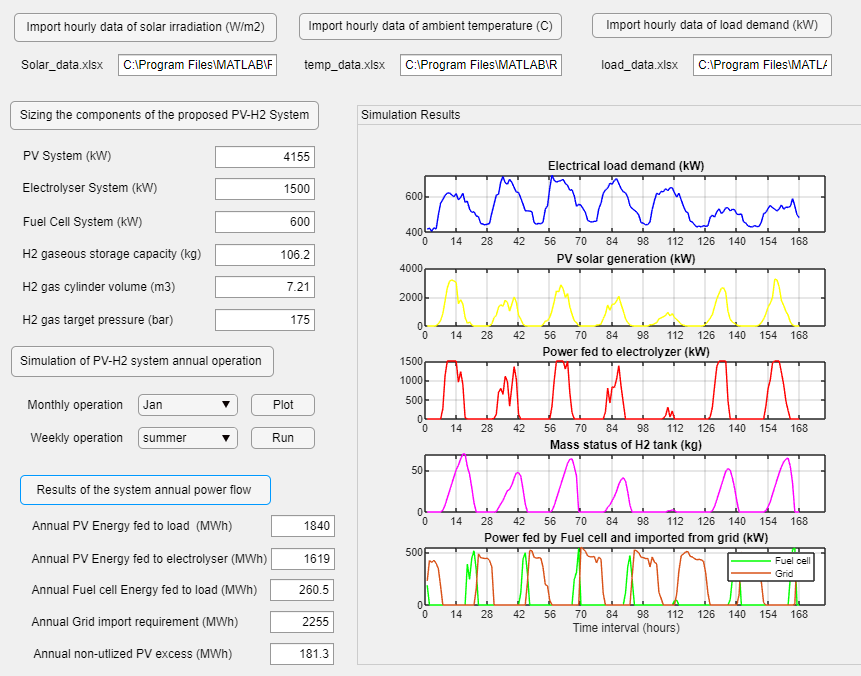 Import hourly data of solar irradiation (W/m2)
Import hourly data of ambient temperature (C)
Import hourly data of load demand (kW)
Solar_data.xlsx C:\Program Files\MATLAB\F
temp_data.xlsx C:\Program Files\MATLAB\R
load_data.xlsx C:\Program Files\MATLA
Sizing the components of the proposed PV-H2 System
PV System (kW) 4155
Electrolyser System (kW) 1500
Fuel Cell System (kW) 600
H2 gaseous storage capacity (kg) 106.2
H2 gas cylinder volume (m3) 7.21
H2 gas target pressure (bar) 175
Simulation of PV-H2 system annual operation
Monthly operation Jan ▼ Plot
Weekly operation summer ▼ Run
Results of the system annual power flow
Annual PV Energy fed to load (MWh) 1840
Annual PV Energy fed to electrolyser (MWh) 1619
Annual Fuel cell Energy fed to load (MWh) 260.5
Annual Grid import requirement (MWh) 2255
Annual non-utlized PV excess (MWh) 181.3
Simulation Results
Electrical load demand (kW)
600
400
0 14 28 42 56 70 84 98 112 126 140 154 168
PV solar generation (kW)
4000
2000
0
0 14 28 42 56 70 84 98 112 126 140 154 168
Power fed to electrolyzer (kW)
1500
1000
500
0
0 14 28 42 56 70 84 98 112 126 140 154 168
Mass status of H2 tank (kg)
50
0
0 14 28 42 56 70 84 98 112 126 140 154 168
Power fed by Fuel cell and imported from grid (kW)
500
0
Fuel cell
Grid
0 14 28 42 56 70 84 98 112 126 140 154 168
Time interval (hours)